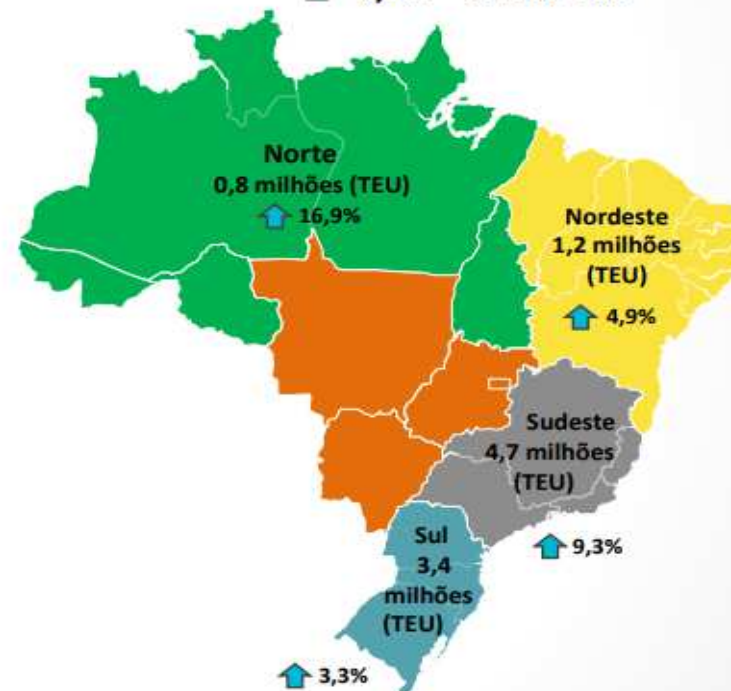 Norte
0,8 milhões (TEU)
16,9%
Nordeste
1,2 milhões
(TEU)
4,9%
Sudeste
4,7 milhões
(TEU)
9,3%
Sul
3,4
milhões
(TEU)
3,3%